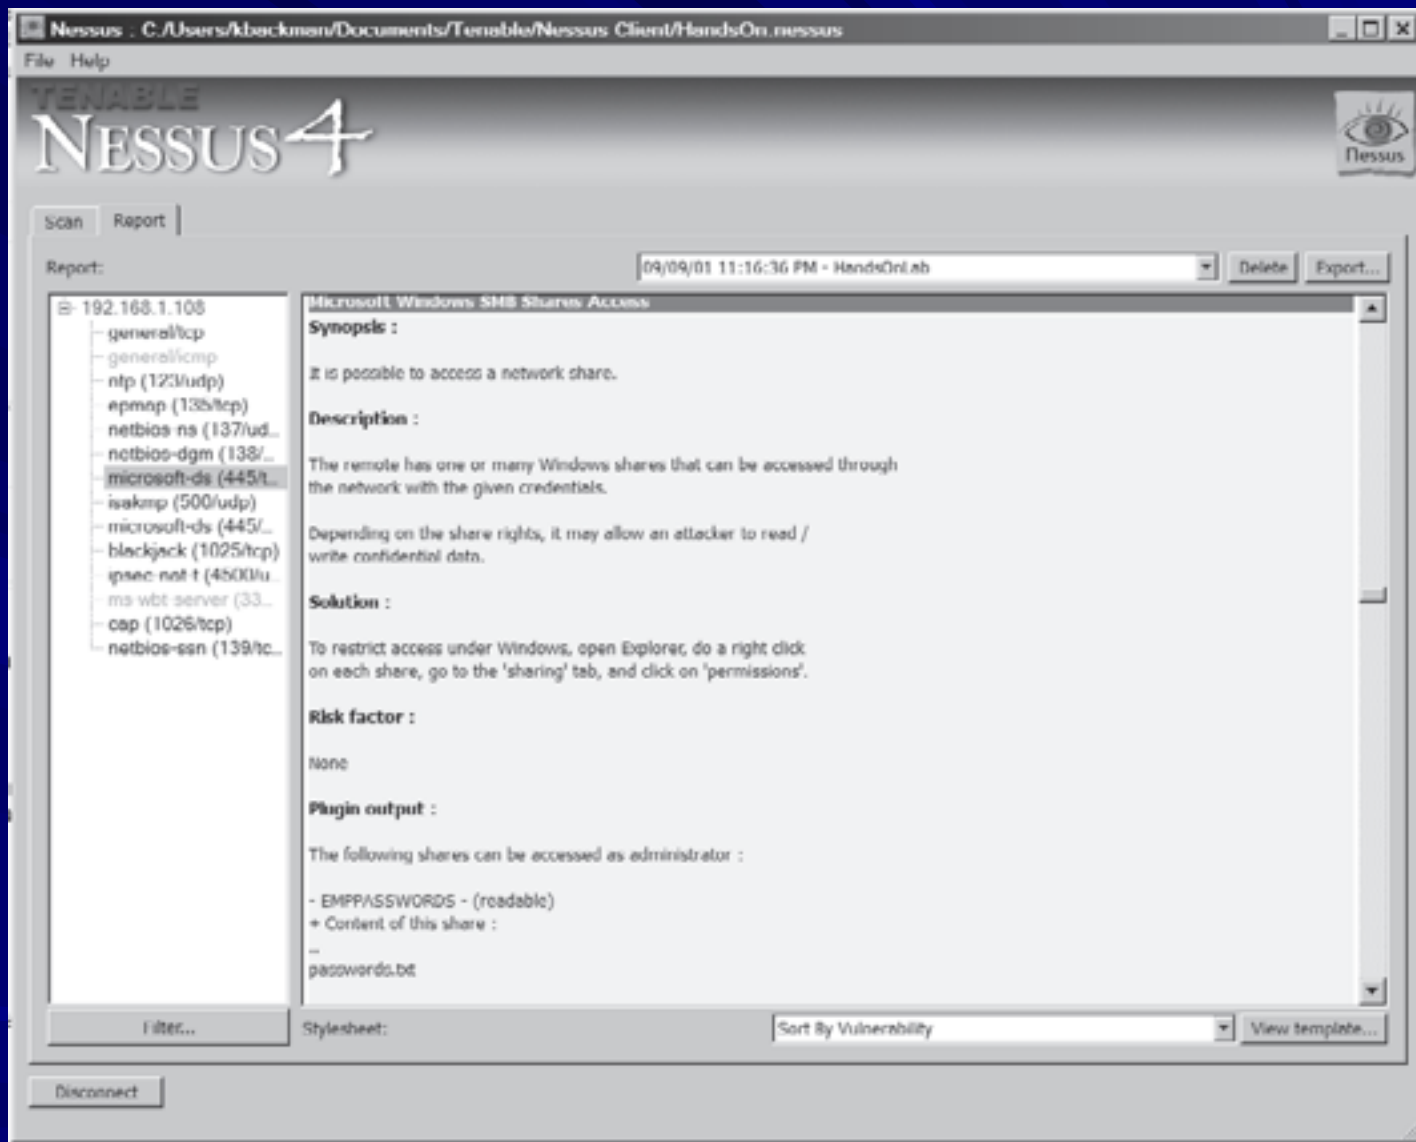 Nessus : C:/Users/kbackman/Documents/Tenable/Nessus Client/HandsOn.nessus
File Help
TENABLE
NESSUS 4
Nessus
Scan Report
Report:
09/09/01 11:16:36 PM - HandsOnLab
Delete Export...
192.168.1.108
general/tcp
general/icmp
ntp (123/udp)
epmap (135/tcp)
netbios-ns (137/ud...
netbios-dgm (138/...
microsoft-ds (445/t...
isakmp (500/udp)
microsoft-ds (445/...
blackjack (1025/tcp)
ipsec-nat-t (4500/u...
ms-wbt-server (33...
cap (1026/tcp)
netbios-ssn (139/tc...
Microsoft Windows SMB Shares Access
Synopsis :
It is possible to access a network share.
Description :
The remote has one or many Windows shares that can be accessed through
the network with the given credentials.
Depending on the share rights, it may allow an attacker to read /
write confidential data.
Solution :
To restrict access under Windows, open Explorer, do a right click
on each share, go to the 'sharing' tab, and click on 'permissions'.
Risk factor :
None
Plugin output :
The following shares can be accessed as administrator :
- EMPPASSWORDS - (readable)
+ Content of this share :
..
passwords.txt
Filter...
Stylesheet:
Sort By Vulnerability
View template...
Disconnect